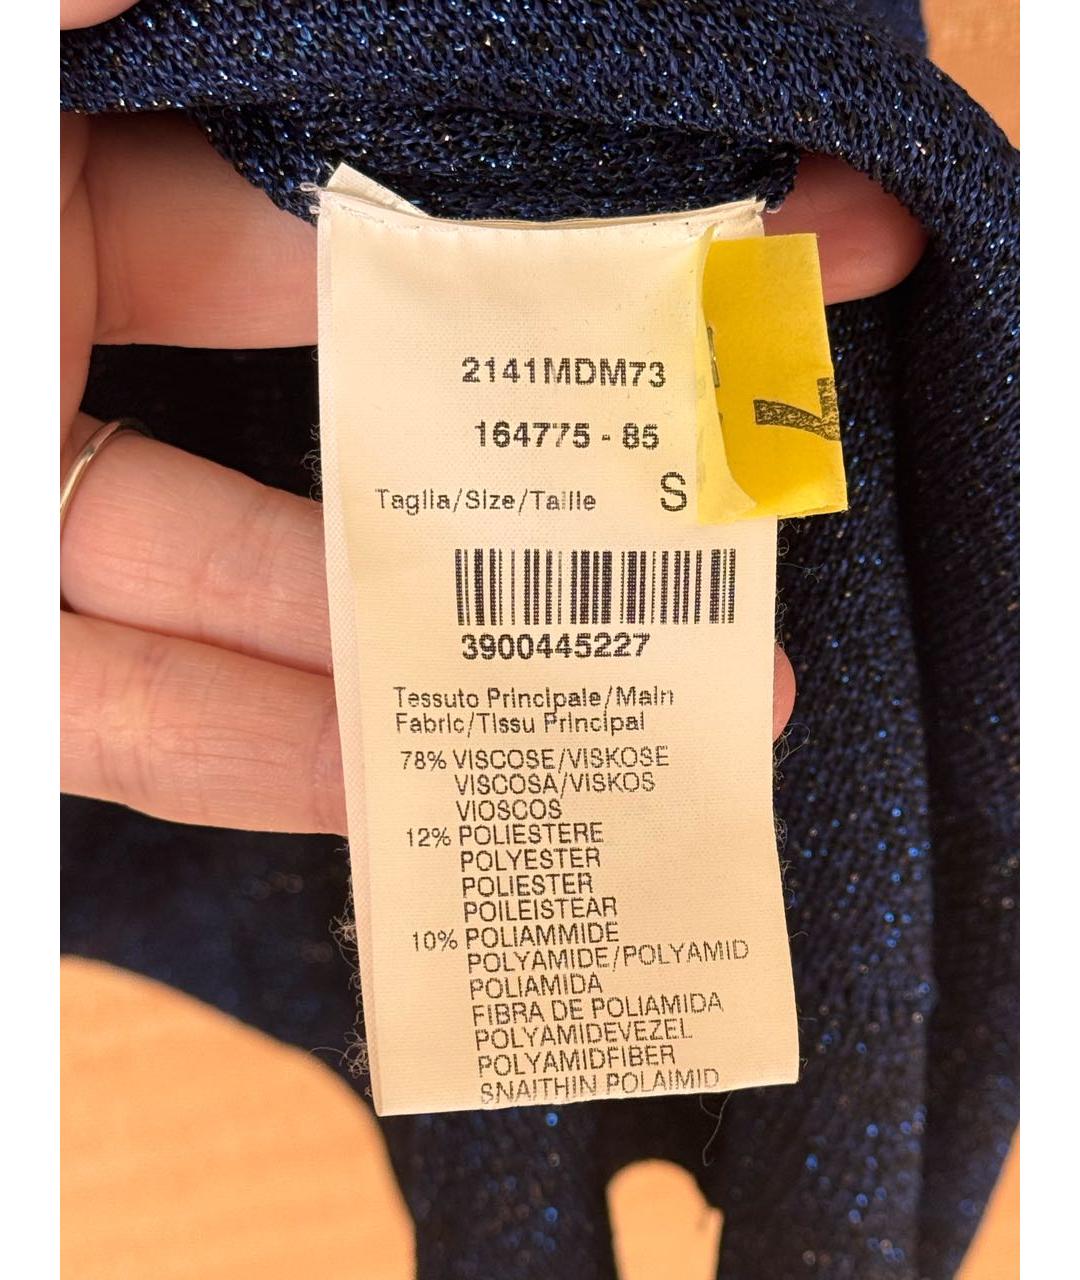 2141MDM73
164775 - 85
Taglia/Size/Taille S
3900445227
Tessuto Principale/Main
Fabric/Tissu Principal
78% VISCOSE/VISKOSE
VISCOSA/VISKOS
VIOSCOS
12% POLIESTERE
POLYESTER
POLIESTER
POILEISTEAR
10% POLIAMMIDE
POLYAMIDE/POLYAMID
POLIAMIDA
FIBRA DE POLIAMIDA
POLYAMIDEVEZEL
POLYAMIDFIBER
SNAITHIN POLAIMID